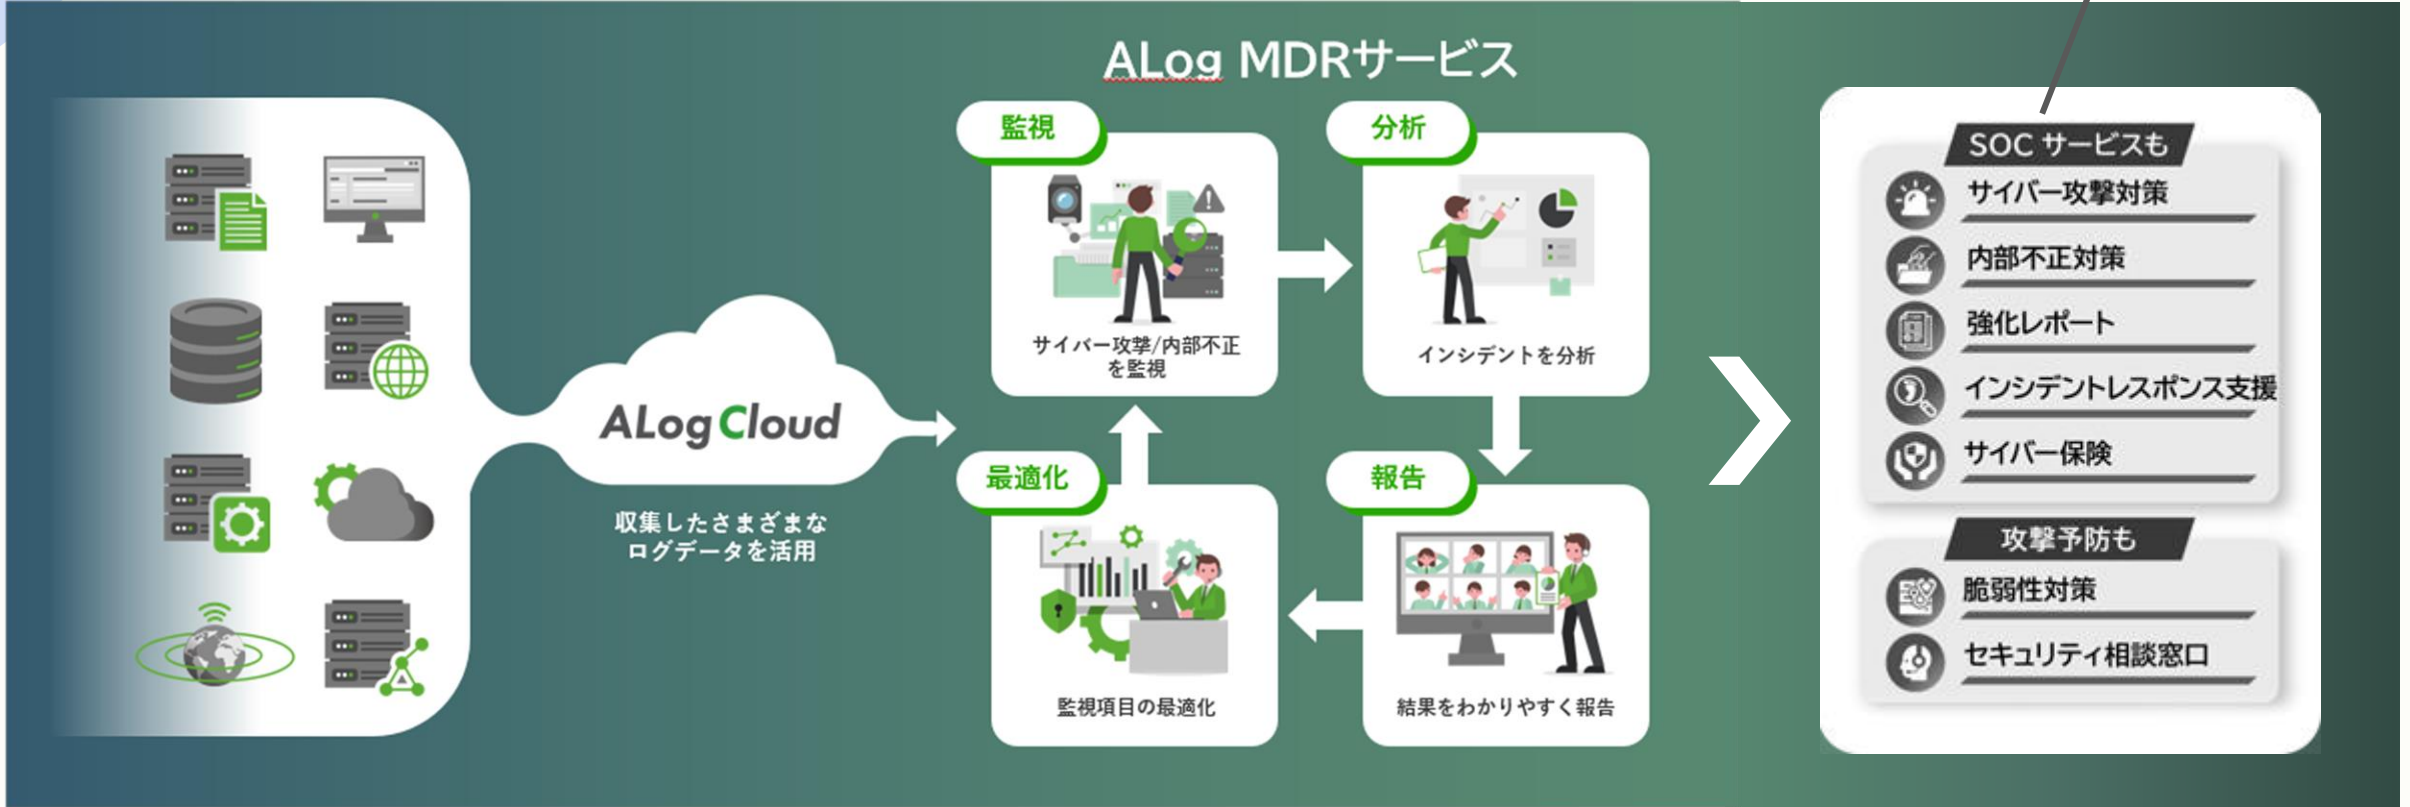 ALog MDRサービス
ALog Cloud
収集したさまざまな
ログデータを活用
監視
サイバー攻撃/内部不正
を監視
分析
インシデントを分析
報告
結果をわかりやすく報告
最適化
監視項目の最適化
SOC サービスも
サイバー攻撃対策
内部不正対策
強化レポート
インシデントレスポンス支援
サイバー保険
攻撃予防も
脆弱性対策
セキュリティ相談窓口